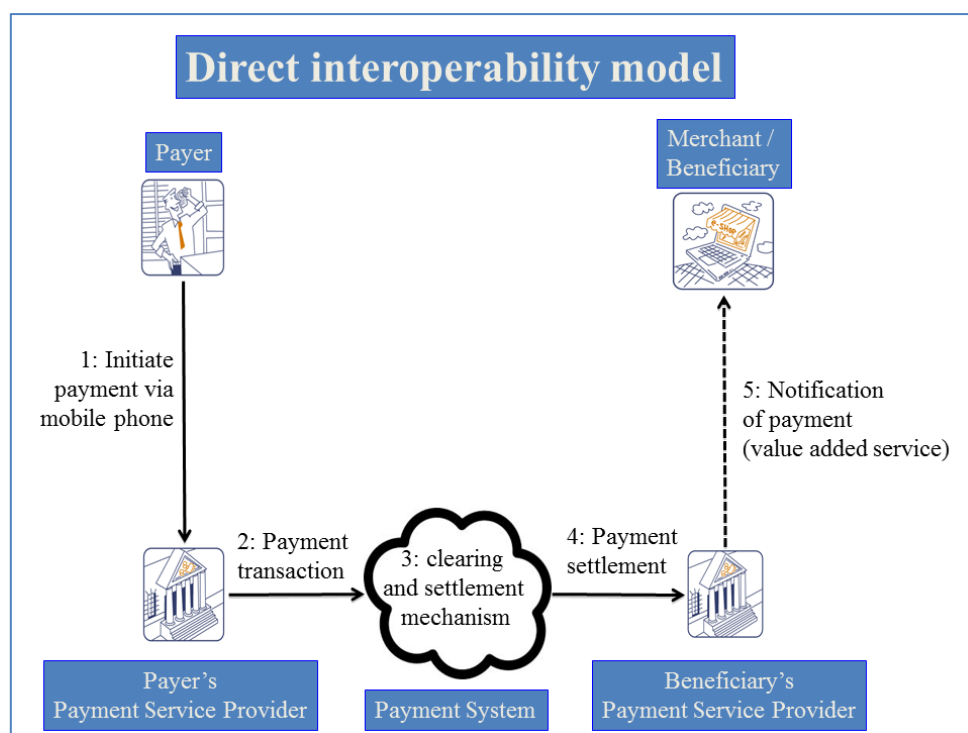 Direct interoperability model
Payer
Merchant /
Beneficiary
e-SHOP
1: Initiate
payment via
mobile phone
5: Notification
of payment
(value added service)
2: Payment
transaction
3: clearing
and settlement
mechanism
4: Payment
settlement
Payer’s
Payment Service Provider
Payment System
Beneficiary’s
Payment Service Provider